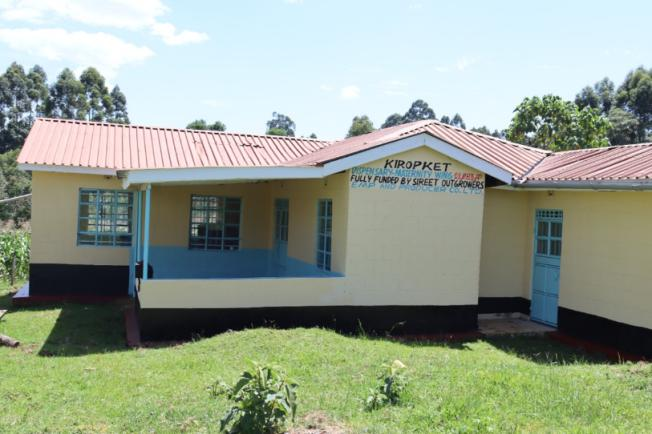 KIROPKET
DISPENSARY-MATERNITY WING
FULLY FUNDED BY SIREET OUTGROWERS
EMP AND PRODUCER CO. LTD